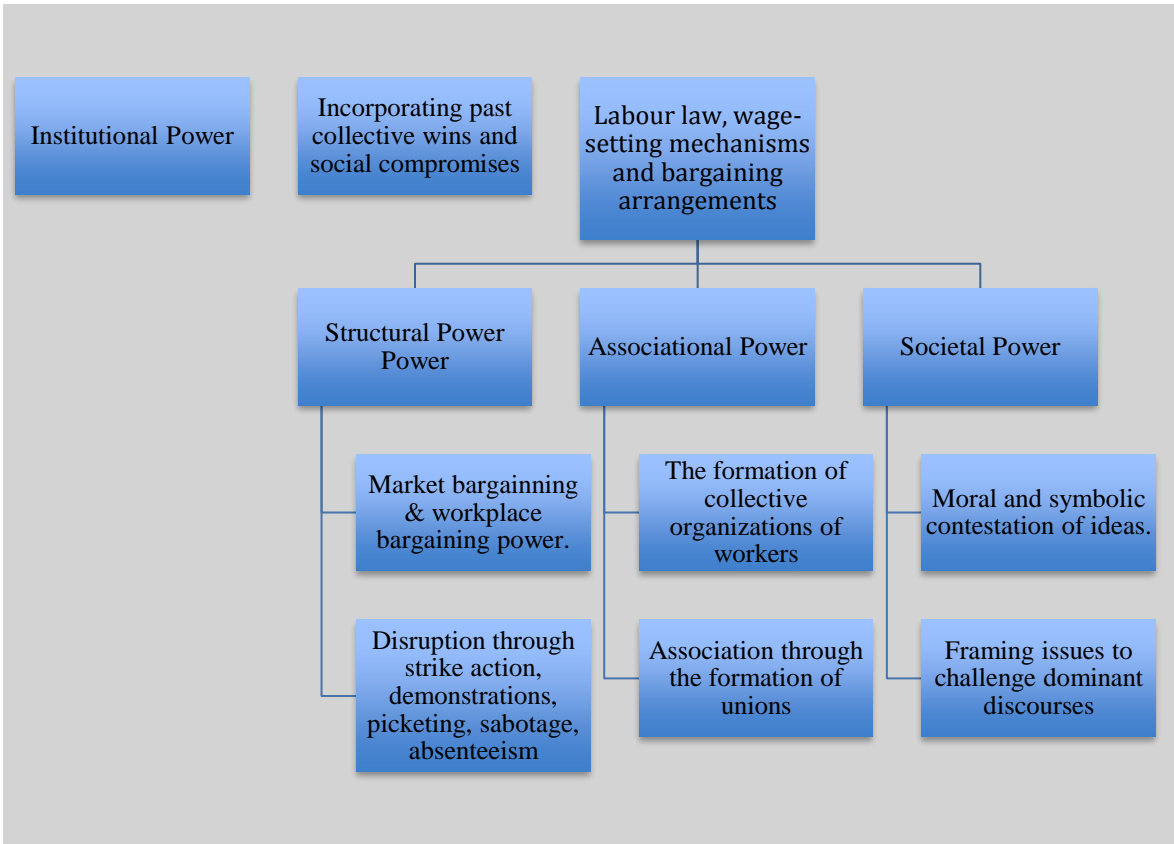 Institutional Power
Incorporating past
collective wins and
social compromises
Labour law, wage-
setting mechanisms
and bargaining
arrangements
Structural Power
Power
Associational Power
Societal Power
Market bargainning
& workplace
bargaining power.
The formation of
collective
organizations of
workers
Moral and symbolic
contestation of ideas.
Disruption through
strike action,
demonstrations,
picketing, sabotage,
absenteeism
Association through
the formation of
unions
Framing issues to
challenge dominant
discourses